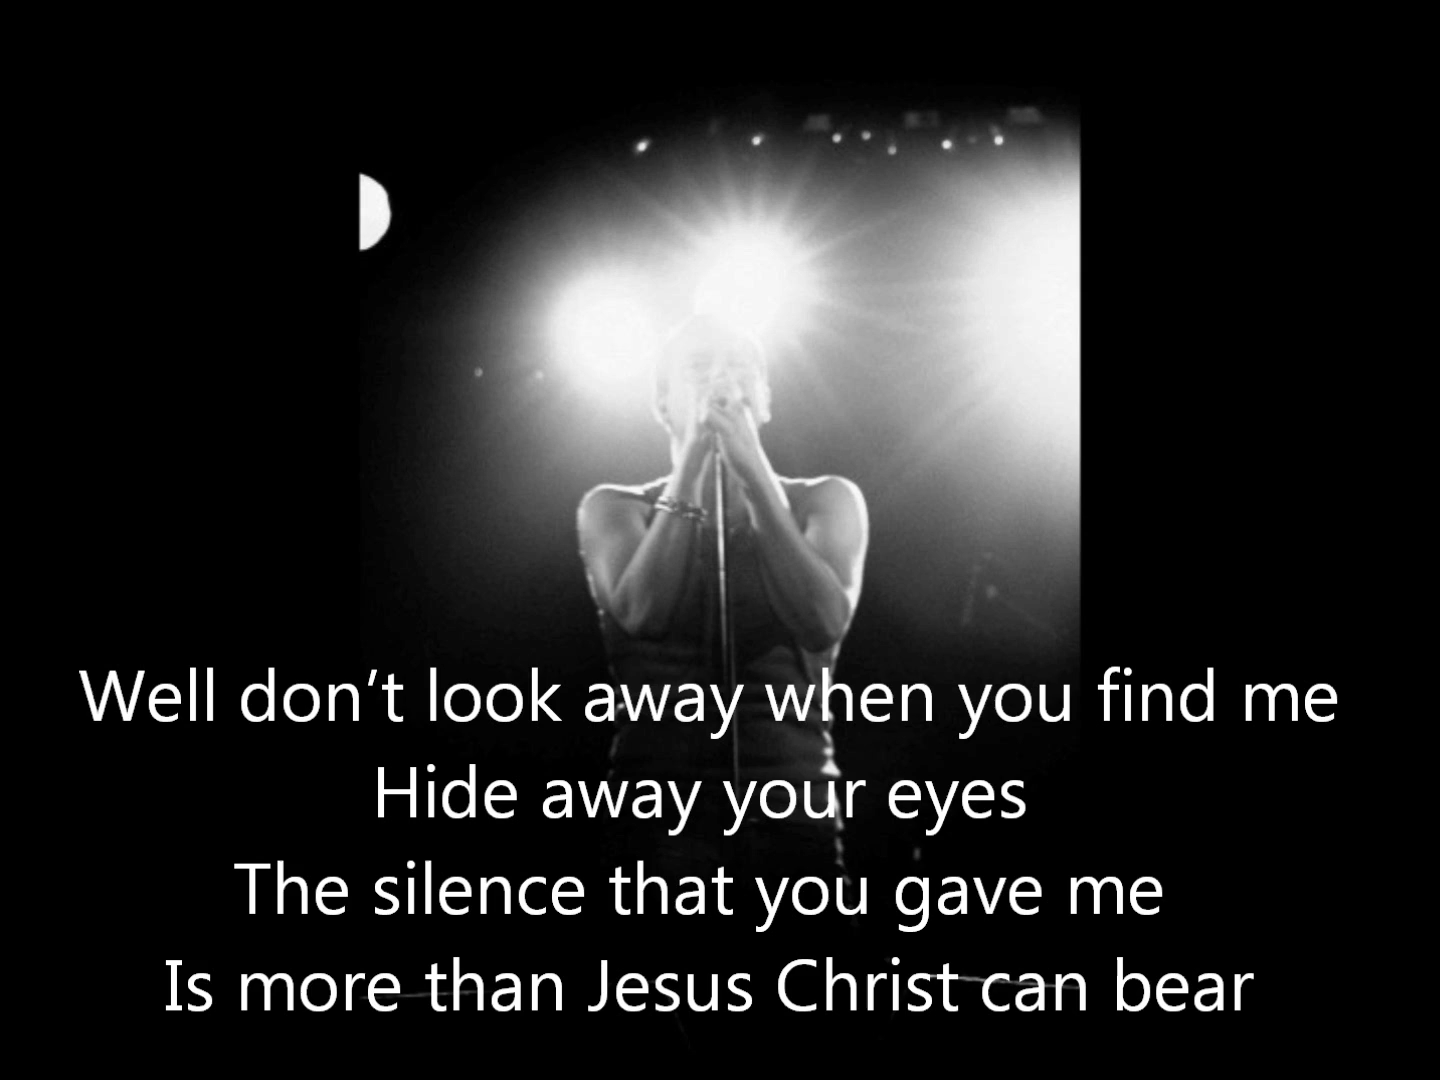 Well don’t look away when you find me
Hide away your eyes
The silence that you gave me
Is more than Jesus Christ can bear